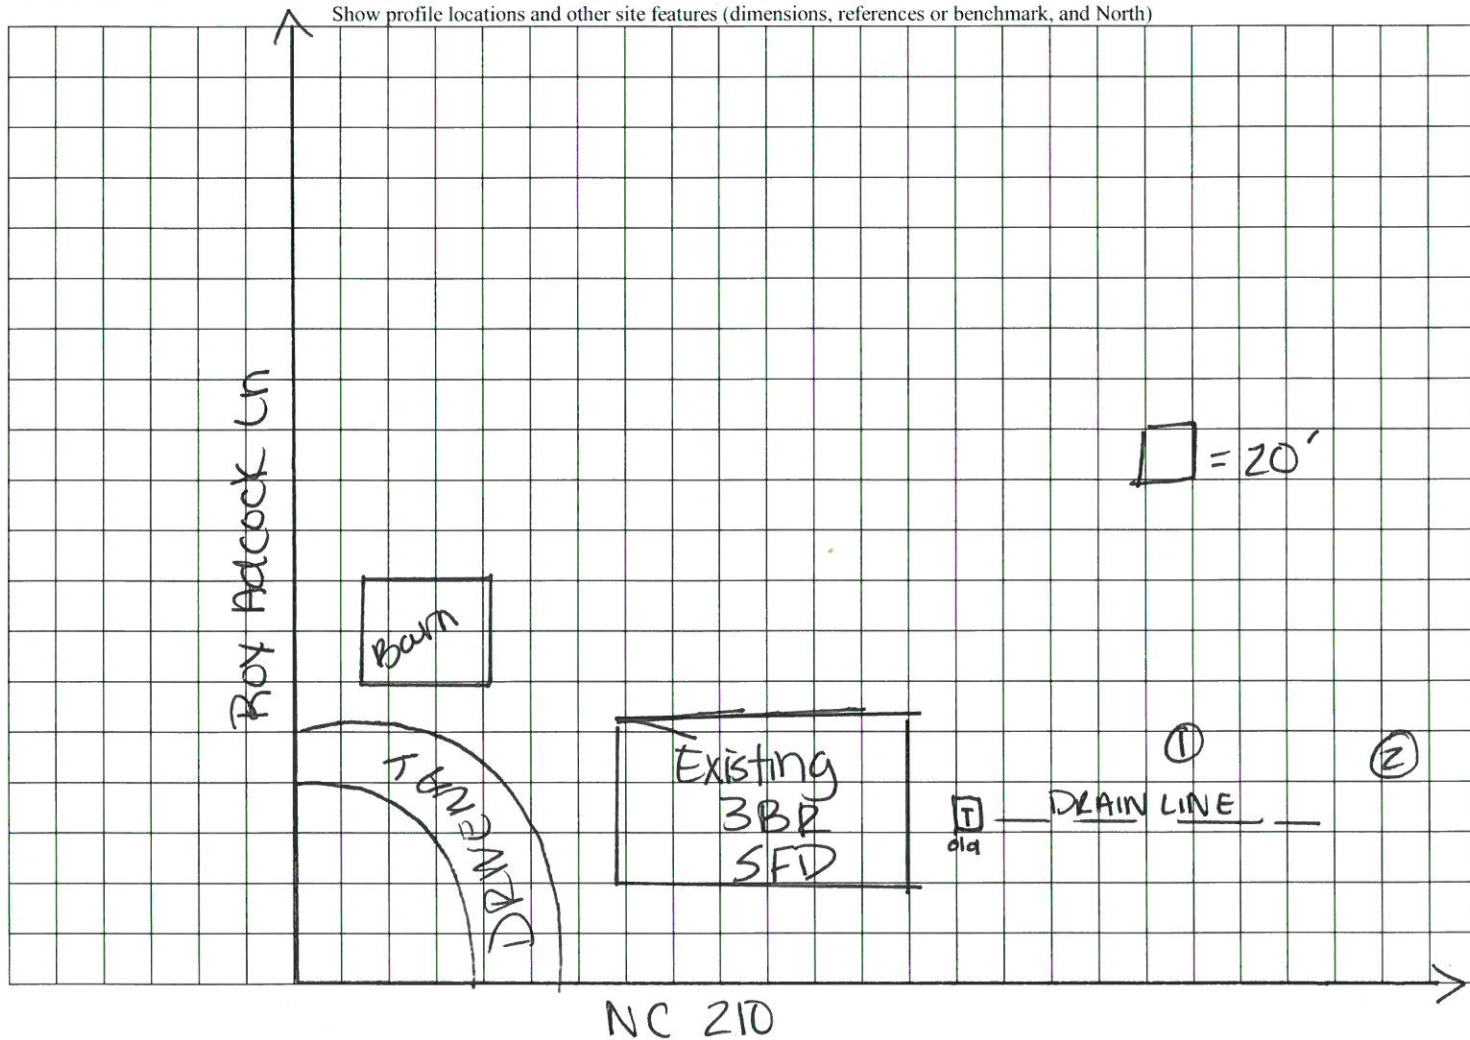 Show profile locations and other site features (dimensions, references or benchmark, and North)
Roy Adcock Ln
= 20'
Barn
DRIVEWAY
Existing
3BR
SFD
1
2
T
old
DRAIN LINE
NC 210